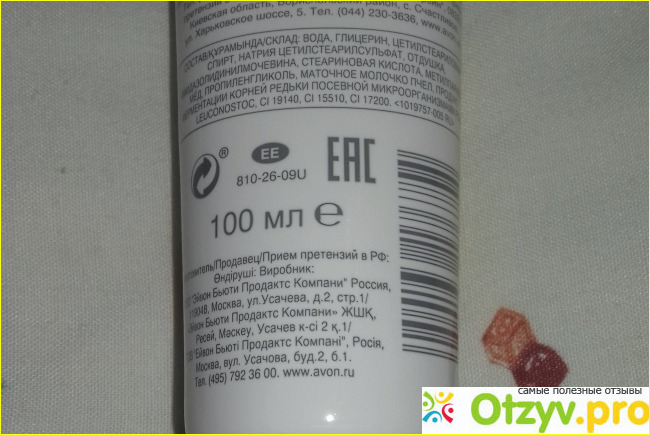 Киевская область, Бориспольский район, с. Счастливое,
ул. Харьковское шоссе, 5. Тел. (044) 230-3636, www.avon
СОСТАВ/ҚҰРАМЫНДА/СКЛАД: ВОДА, ГЛИЦЕРИН, ЦЕТИЛСТЕАРИЛОВЫЙ
СПИРТ, НАТРИЯ ЦЕТИЛСТЕАРИЛСУЛЬФАТ, ОТДУШКА
ИМИДАЗОЛИДИНИЛМОЧЕВИНА, СТЕАРИНОВАЯ КИСЛОТА,
МЕД, ПРОПИЛЕНГЛИКОЛЬ, МАТОЧНОЕ МОЛОЧКО ПЧЕЛ,
ФЕРМЕНТАЦИИ КОРНЕЙ РЕДЬКИ ПОСЕВНОЙ
LEUCONOSTOC, CI 19140, CI 15510, CI 17200. <1019757-005
® EE EAC
810-26-09U
100 мл e
/Продавец/Прием претензий в РФ:
Өндіруші: Виробник:
"Эйвон Бьюти Продактс Компани" Россия,
119048, Москва, ул.Усачева, д.2, стр.1/
«Эйвон Бьюти Продактс Компани» ЖШҚ,
Ресей, Мәскеу, Усачев к-сі 2 қ.1/
"Ейвон Бьюті Продактс Компані", Росія,
Москва, вул. Усачова, буд.2, б.1.
Тел. (495) 792 36 00. www.avon.ru
самые полезные отзывы
Otzyv.pro